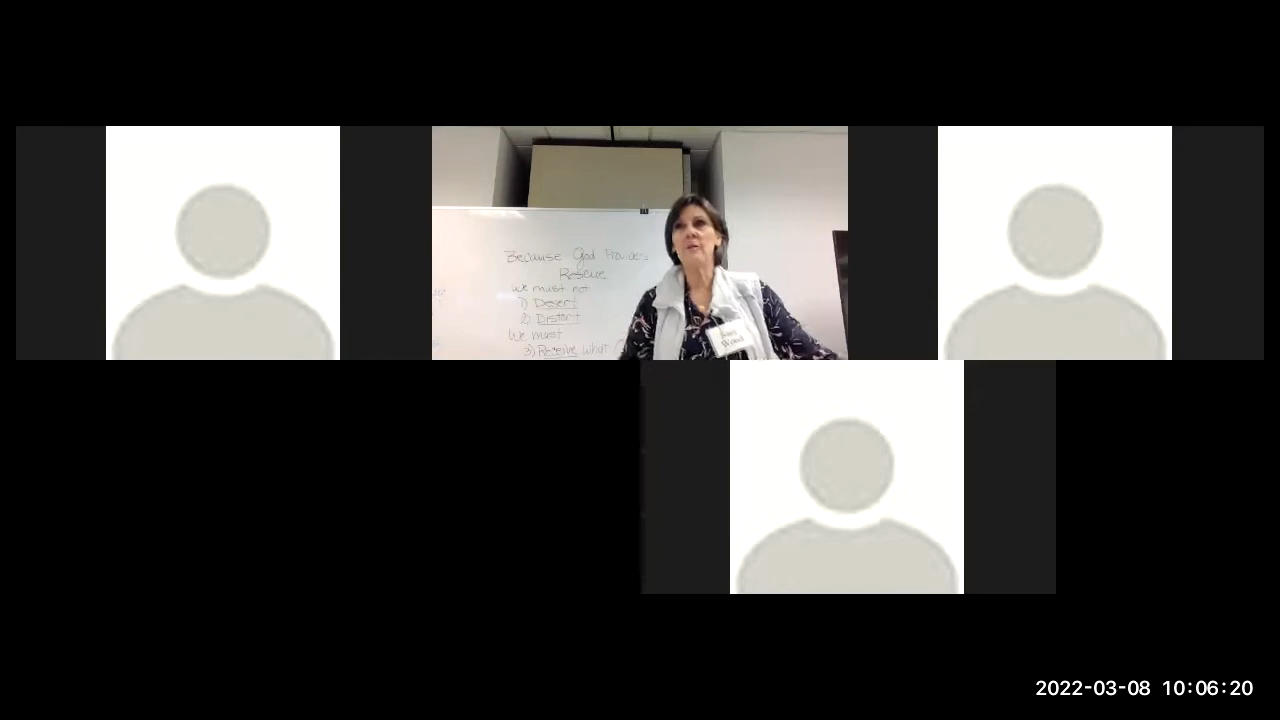 Because God Provides
Rescue
We must not
1) Desert
2) Distort
We must
3) Receive what
Wood
2022-03-08 10:06:20